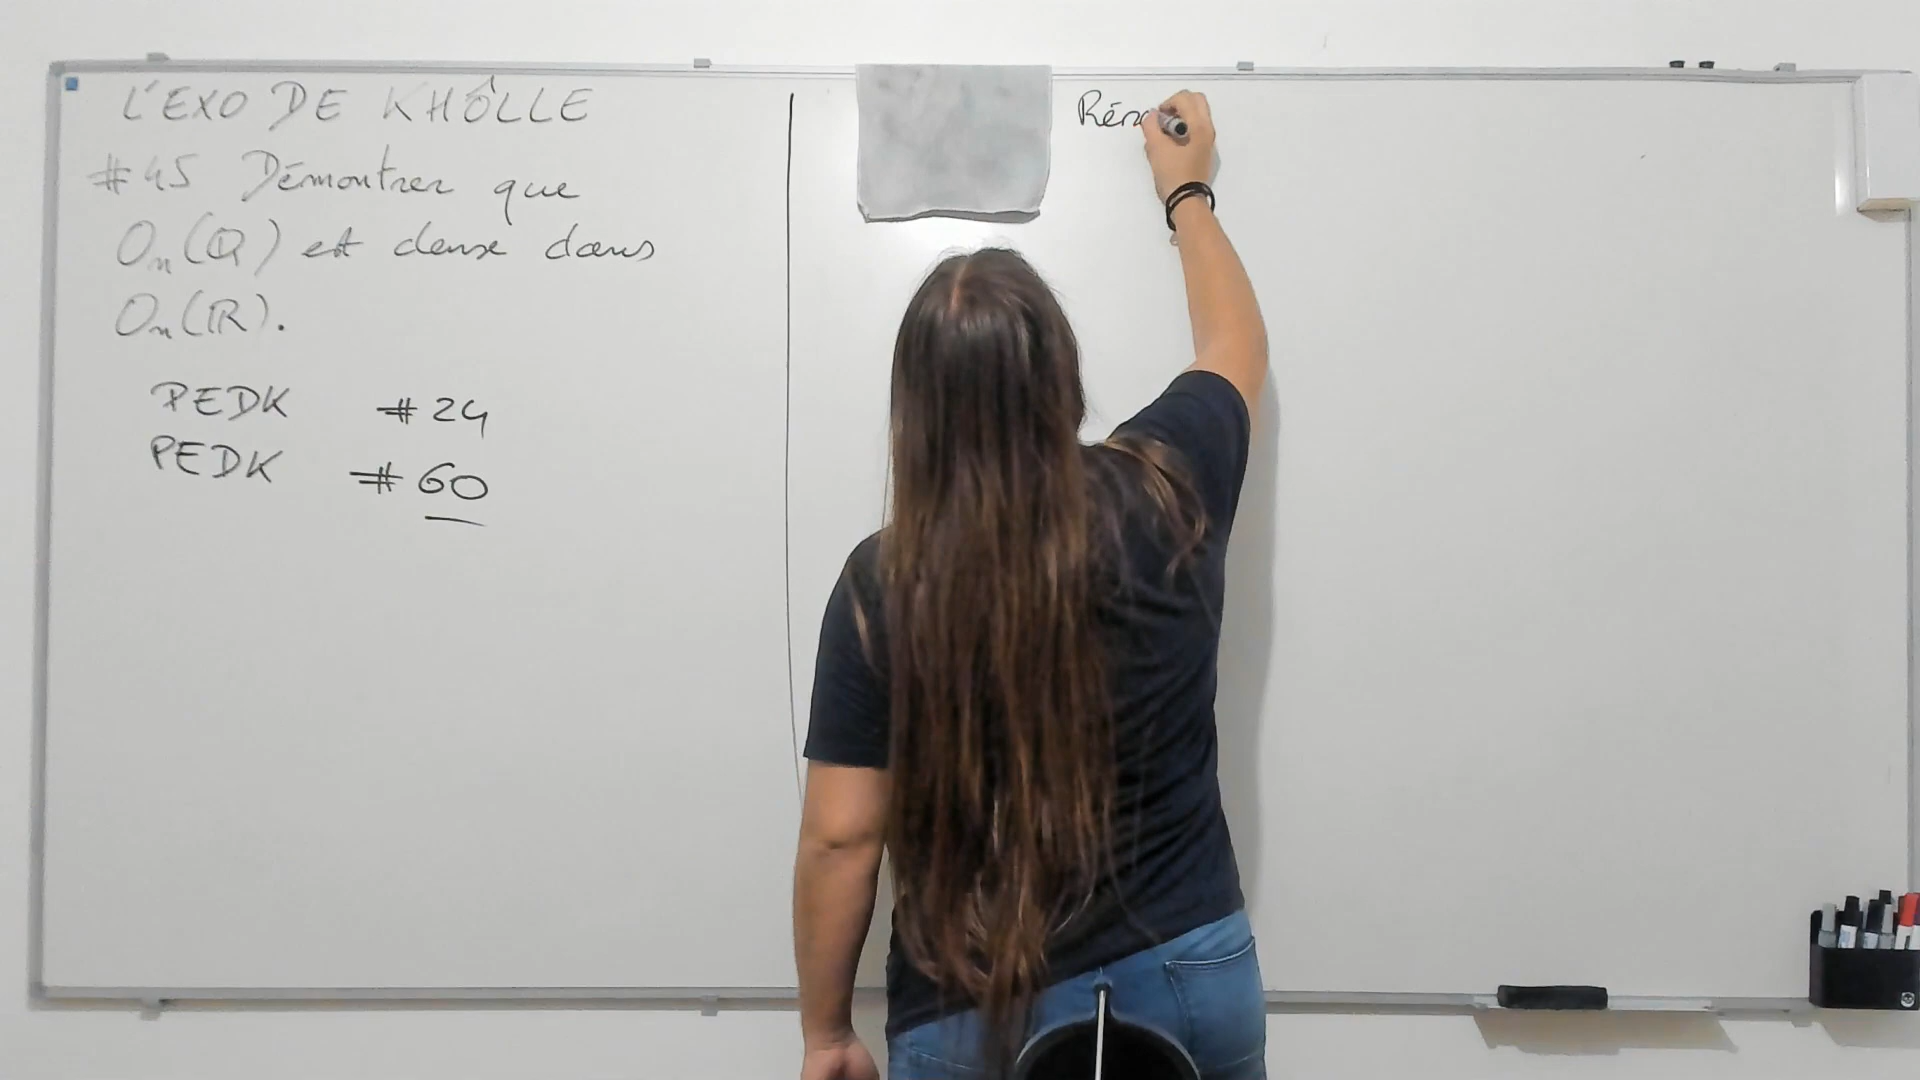 L'EXO DE KHÔLLE
#45 Démontrer que
On(Q) est dense dans
On(R).
PEDK #24
PEDK #60